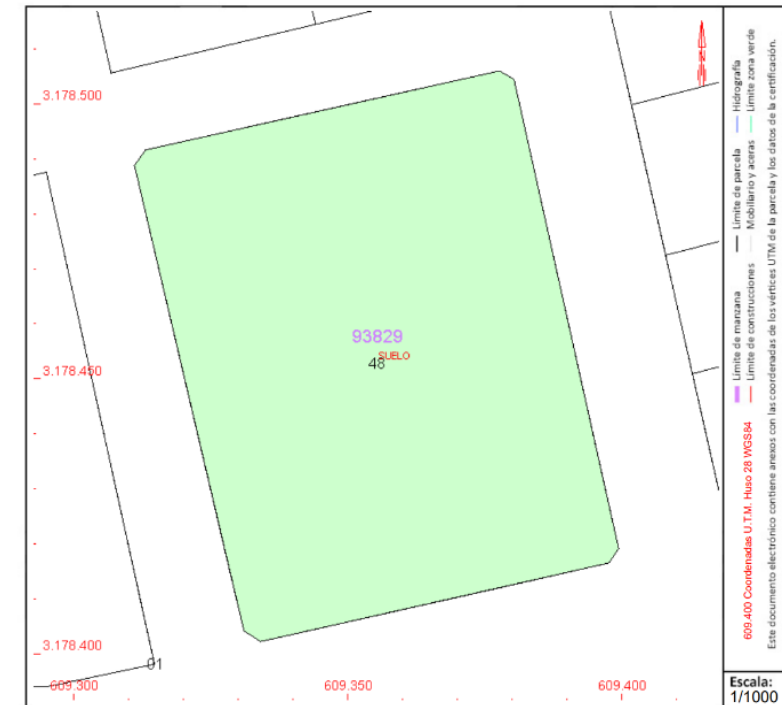 3.178.500
93829
SUELO
48
3.178.450
3.178.400
01
609.300
609.350
609.400
609.400 Coordenadas U.T.M. Huso 28 WGS84
Límite de manzana
Límite de parcela
Hidrografía
Límite de construcciones
Mobiliario y aceras
Límite zona verde
Este documento electrónico contiene anexos con las coordenadas de los vértices UTM de la parcela y los datos de la certificación.
Escala:
1/1000